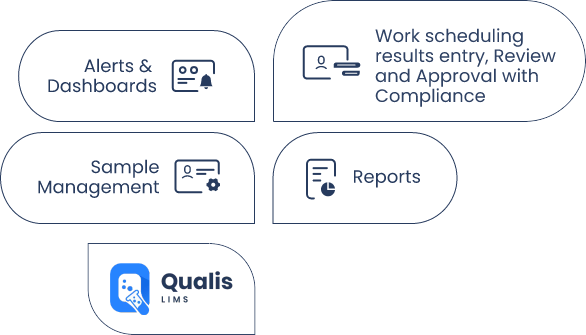 Alerts &
Dashboards
Work scheduling
results entry, Review
and Approval with
Compliance
Sample
Management
Reports
Qualis
LIMS